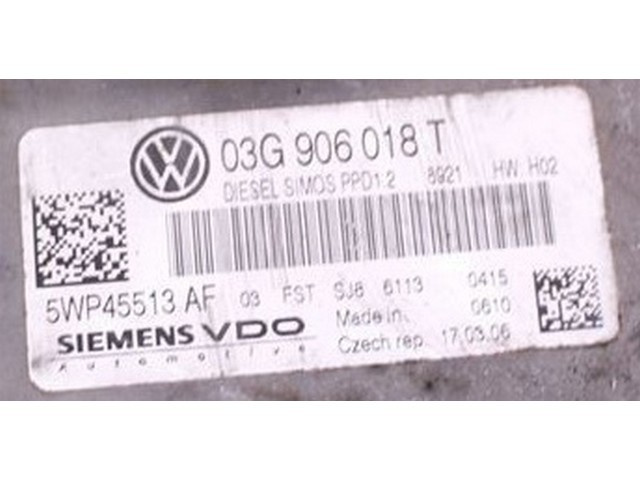 03G 906 018 T
DIESEL SIMOS PPD1.2 8921 HW H02
5WP45513 AF 03 FST SJ8 6113 0415
SIEMENS VDO Made in 0610
Automotive Czech rep. 17.03.06